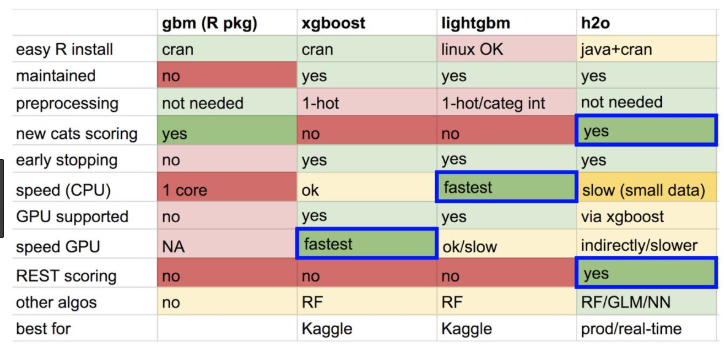 gbm (R pkg) xgboost lightgbm h2o
easy R install cran cran linux OK java+cran
maintained no yes yes yes
preprocessing not needed 1-hot 1-hot/categ int not needed
new cats scoring yes no no yes
early stopping no yes yes yes
speed (CPU) 1 core ok fastest slow (small data)
GPU supported no yes yes via xgboost
speed GPU NA fastest ok/slow indirectly/slower
REST scoring no no no yes
other algos no RF RF RF/GLM/NN
best for Kaggle Kaggle prod/real-time